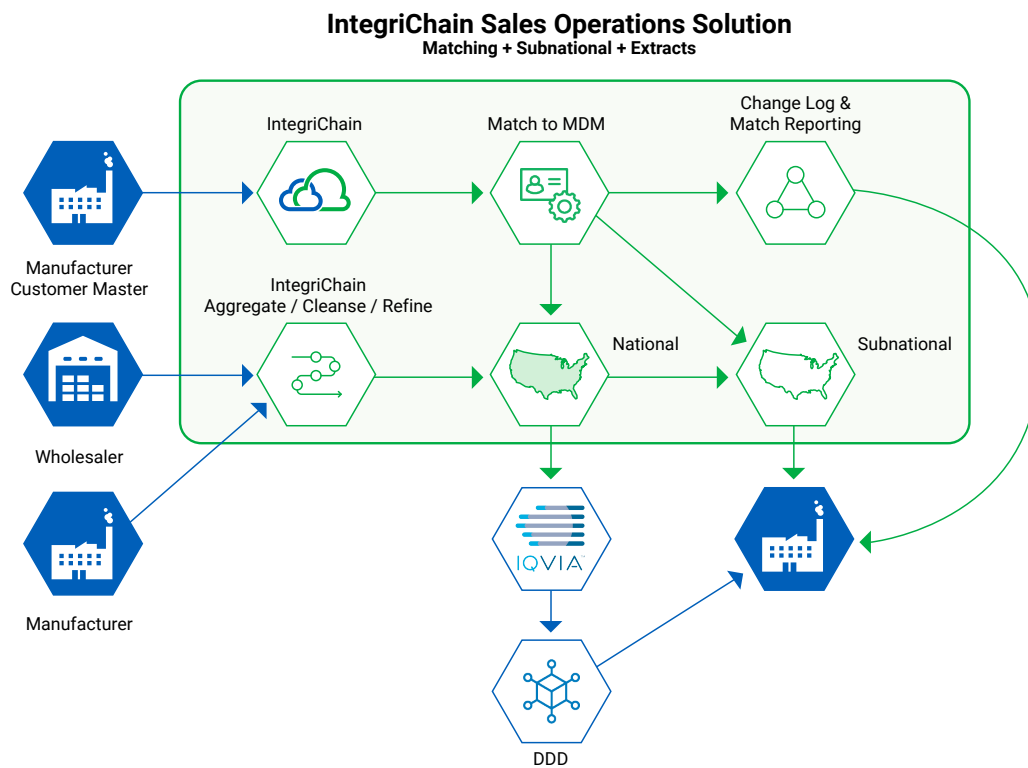 IntegriChain Sales Operations Solution
Matching + Subnational + Extracts
IntegriChain
Match to MDM
Change Log &
Match Reporting
Manufacturer
Customer Master
IntegriChain
Aggregate / Cleanse / Refine
National
Subnational
Wholesaler
IQVIA™
Manufacturer
DDD